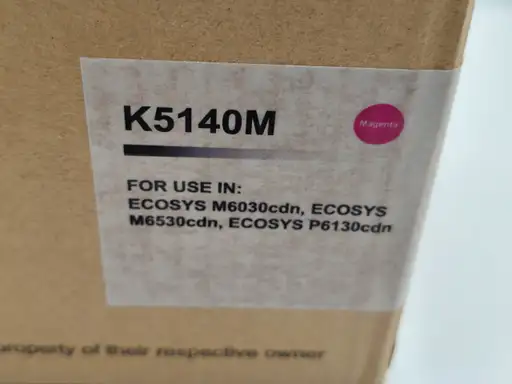 K5140M
Magenta
FOR USE IN:
ECOSYS M6030cdn, ECOSYS
M6530cdn, ECOSYS P6130cdn
property of their respective owner